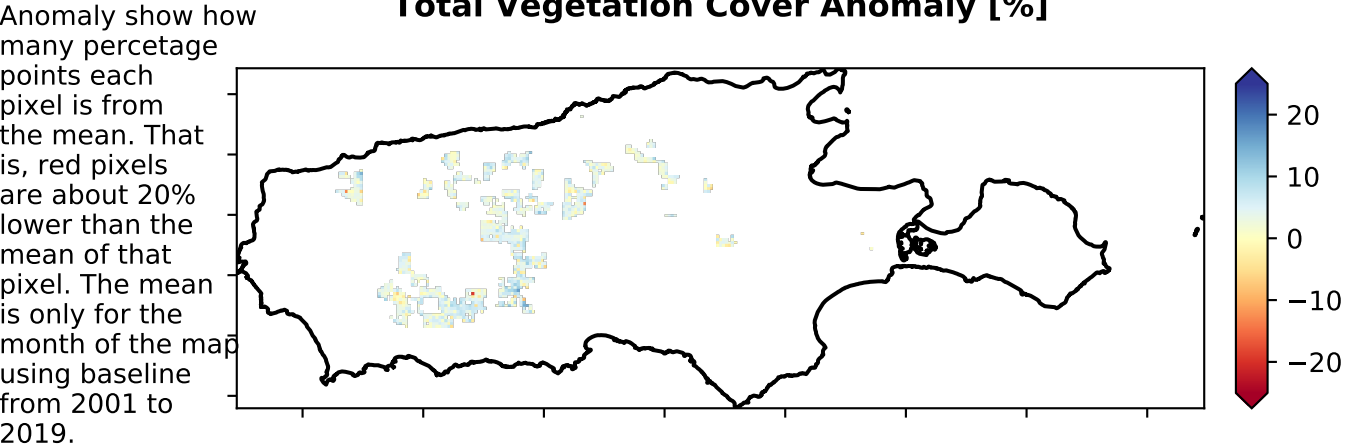 Total Vegetation Cover Anomaly [%]
Anomaly show how
many percetage
points each
pixel is from
the mean. That
is, red pixels
are about 20%
lower than the
mean of that
pixel. The mean
is only for the
month of the map
using baseline
from 2001 to
2019.
20
10
0
−10
−20